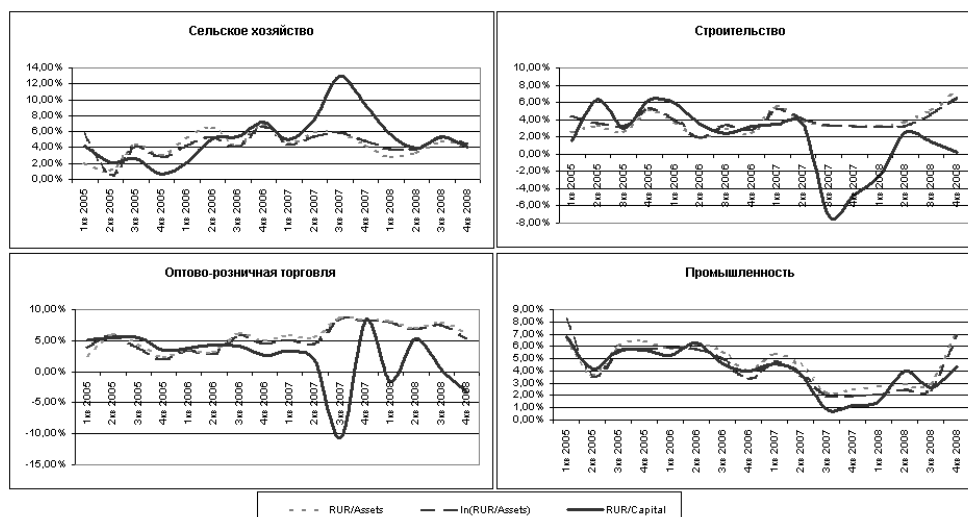 Сельское хозяйство
14,00%
12,00%
10,00%
8,00%
6,00%
4,00%
2,00%
0,00%
1кв 2005
2кв 2005
3кв 2005
4кв 2005
1кв 2006
2кв 2006
3кв 2006
4кв 2006
1кв 2007
2кв 2007
3кв 2007
4кв 2007
1кв 2008
2кв 2008
3кв 2008
4кв 2008
Строительство
10,00%
8,00%
6,00%
4,00%
2,00%
0,00%
-2,00%
-4,00%
-6,00%
-8,00%
1кв 2005
2кв 2005
3кв 2005
4кв 2005
1кв 2006
2кв 2006
3кв 2006
4кв 2006
1кв 2007
2кв 2007
3кв 2007
4кв 2007
1кв 2008
2кв 2008
3кв 2008
4кв 2008
Оптово-розничная торговля
10,00%
5,00%
0,00%
-5,00%
-10,00%
-15,00%
1кв 2005
2кв 2005
3кв 2005
4кв 2005
1кв 2006
2кв 2006
3кв 2006
4кв 2006
1кв 2007
2кв 2007
3кв 2007
4кв 2007
1кв 2008
2кв 2008
3кв 2008
4кв 2008
Промышленность
9,00%
8,00%
7,00%
6,00%
5,00%
4,00%
3,00%
2,00%
1,00%
0,00%
1кв 2005
2кв 2005
3кв 2005
4кв 2005
1кв 2006
2кв 2006
3кв 2006
4кв 2006
1кв 2007
2кв 2007
3кв 2007
4кв 2007
1кв 2008
2кв 2008
3кв 2008
4кв 2008
RUR/Assets
ln(RUR/Assets)
RUR/Capital